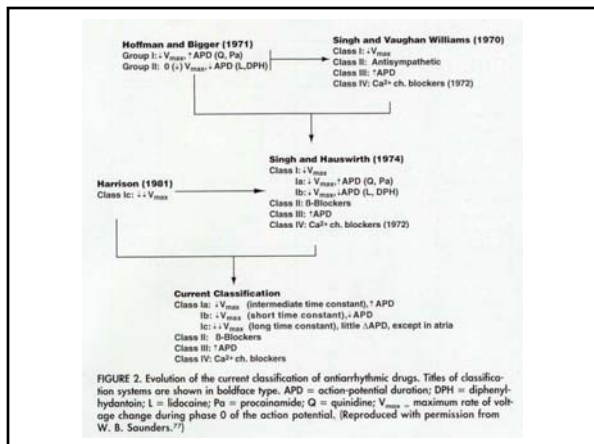 Hoffman and Bigger (1971)
Group I: ↓Vmax, ↑APD (Q, Pa)
Group II: 0 (↓) Vmax, ↓APD (L,DPH)
Singh and Vaughan Williams (1970)
Class I: ↓Vmax
Class II: Antisympathetic
Class III: ↑APD
Class IV: Ca²⁺ ch. blockers (1972)
Singh and Hauswirth (1974)
Class I: ↓Vmax
Ia: ↓ Vmax, ↑APD (Q, Pa)
Ib: ↓ Vmax, ↓APD (L, DPH)
Class II: ß-Blockers
Class III: ↑APD
Class IV: Ca²⁺ ch. blockers (1972)
Harrison (1981)
Class Ic: ↓↓Vmax
Current Classification
Class Ia: ↓Vmax (intermediate time constant), ↑APD
Ib: ↓Vmax (short time constant), ↓APD
Ic: ↓↓Vmax (long time constant), little ΔAPD, except in atria
Class II: ß-Blockers
Class III: ↑APD
Class IV: Ca²⁺ ch. blockers
FIGURE 2. Evolution of the current classification of antiarrhythmic drugs. Titles of classifica-
tion systems are shown in boldface type. APD = action-potential duration; DPH = diphenyl-
hydantoin; L = lidocaine; Pa = procainamide; Q = quinidine; Vmax = maximum rate of volt-
age change during phase 0 of the action potential. (Reproduced with permission from
W. B. Saunders.⁷⁷)